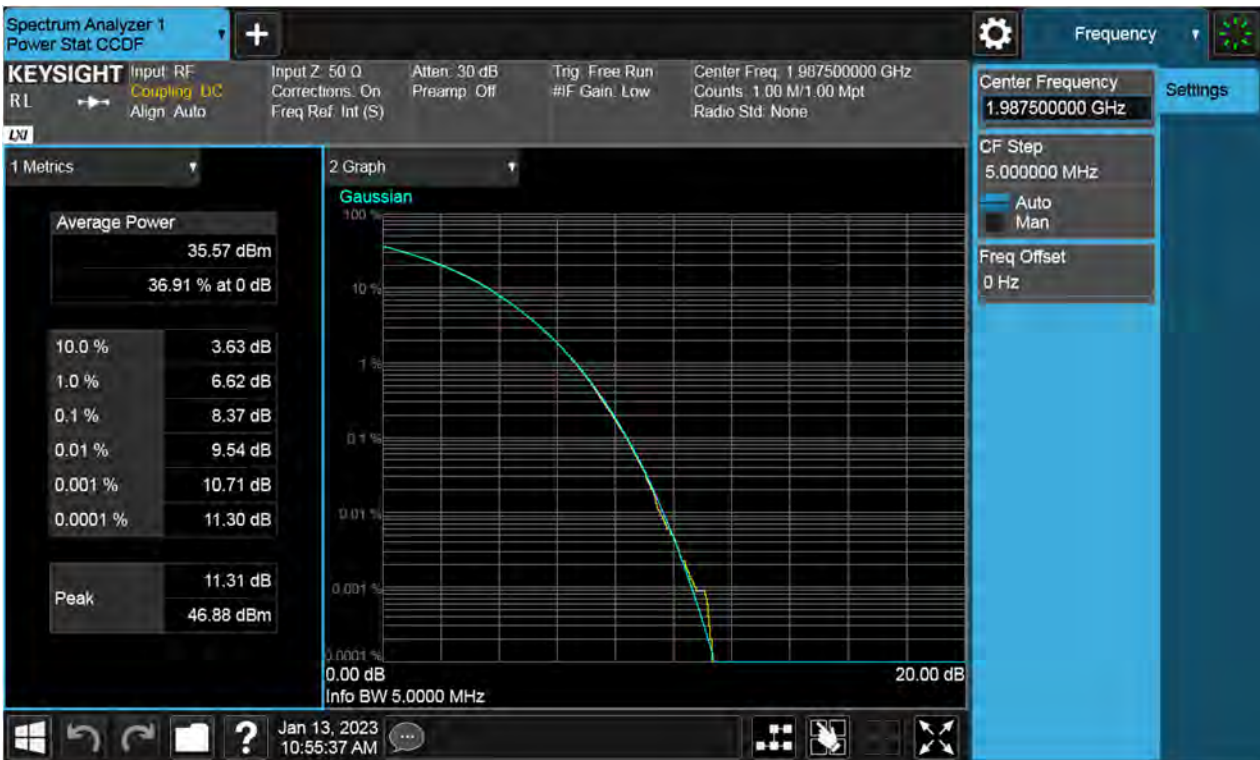 Spectrum Analyzer 1
Power Stat CCDF
+
Frequency
KEYSIGHT
RL
LXI
Input: RF
Coupling: DC
Align: Auto
Input Z: 50 Ω
Corrections: On
Freq Ref: Int (S)
Atten: 30 dB
Preamp: Off
Trig: Free Run
#IF Gain: Low
Center Freq: 1.987500000 GHz
Counts: 1.00 M/1.00 Mpt
Radio Std: None
Center Frequency
1.987500000 GHz
Settings
CF Step
5.000000 MHz
Auto
Man
Freq Offset
0 Hz
1 Metrics
Average Power
35.57 dBm
36.91 % at 0 dB
10.0 % 3.63 dB
1.0 % 6.62 dB
0.1 % 8.37 dB
0.01 % 9.54 dB
0.001 % 10.71 dB
0.0001 % 11.30 dB
Peak
11.31 dB
46.88 dBm
2 Graph
Gaussian
100 %
10 %
1 %
0.1 %
0.01 %
0.001 %
0.0001 %
0.00 dB
20.00 dB
Info BW 5.0000 MHz
?
Jan 13, 2023
10:55:37 AM